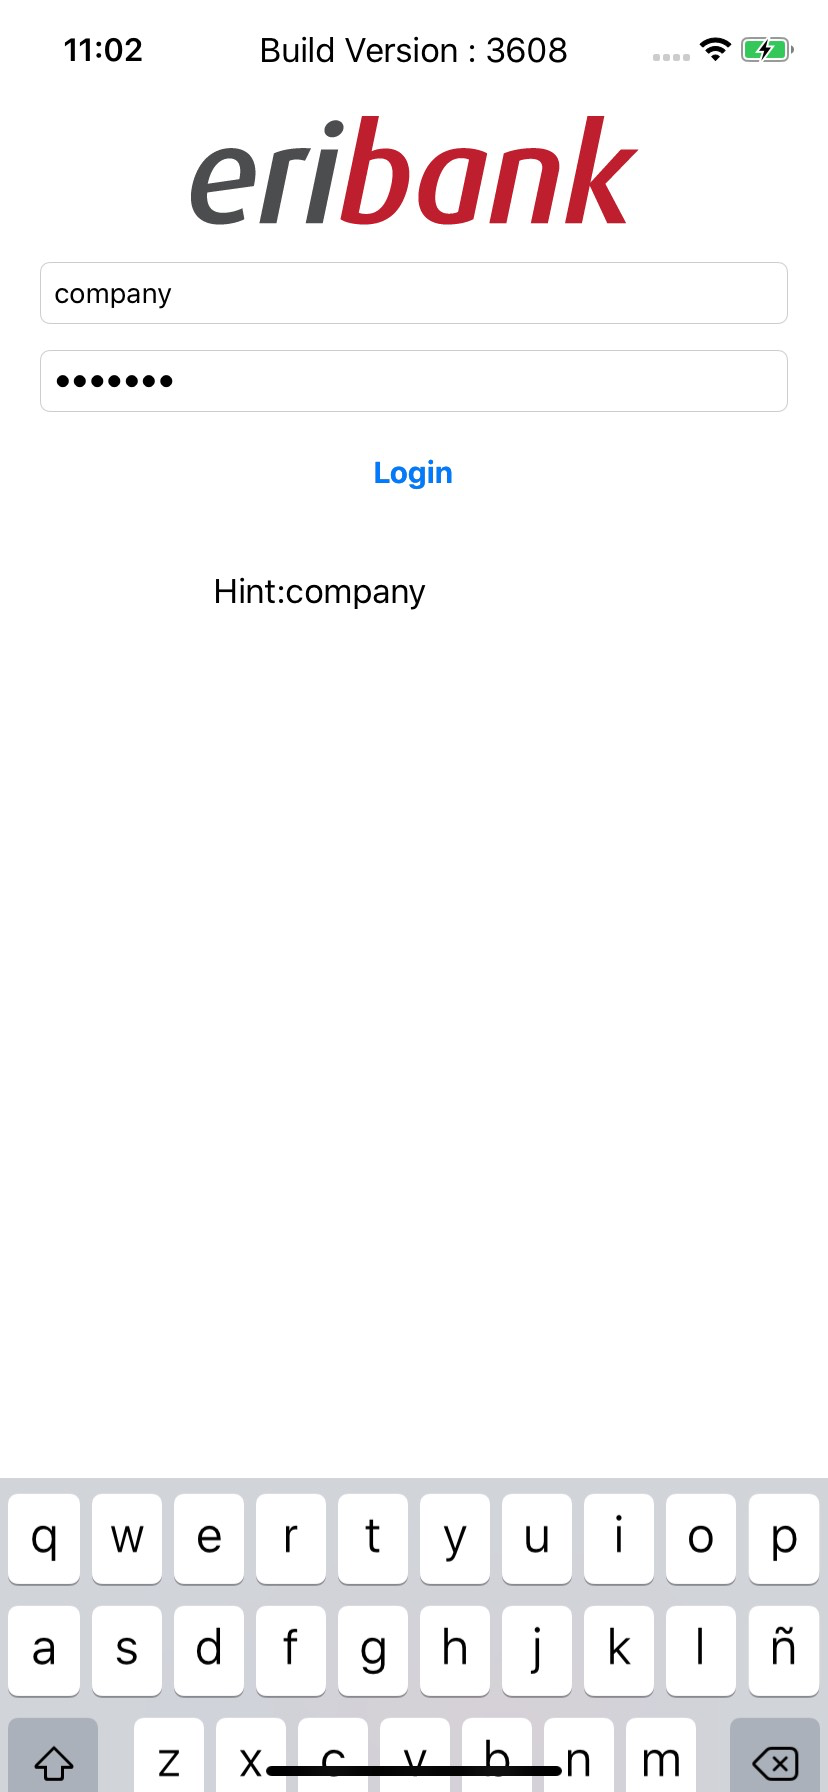 11:02 Build Version : 3608
eribank
company
•••••••
Login
Hint:company
q w e r t y u i o p
a s d f g h j k l ñ
z x c v b n m